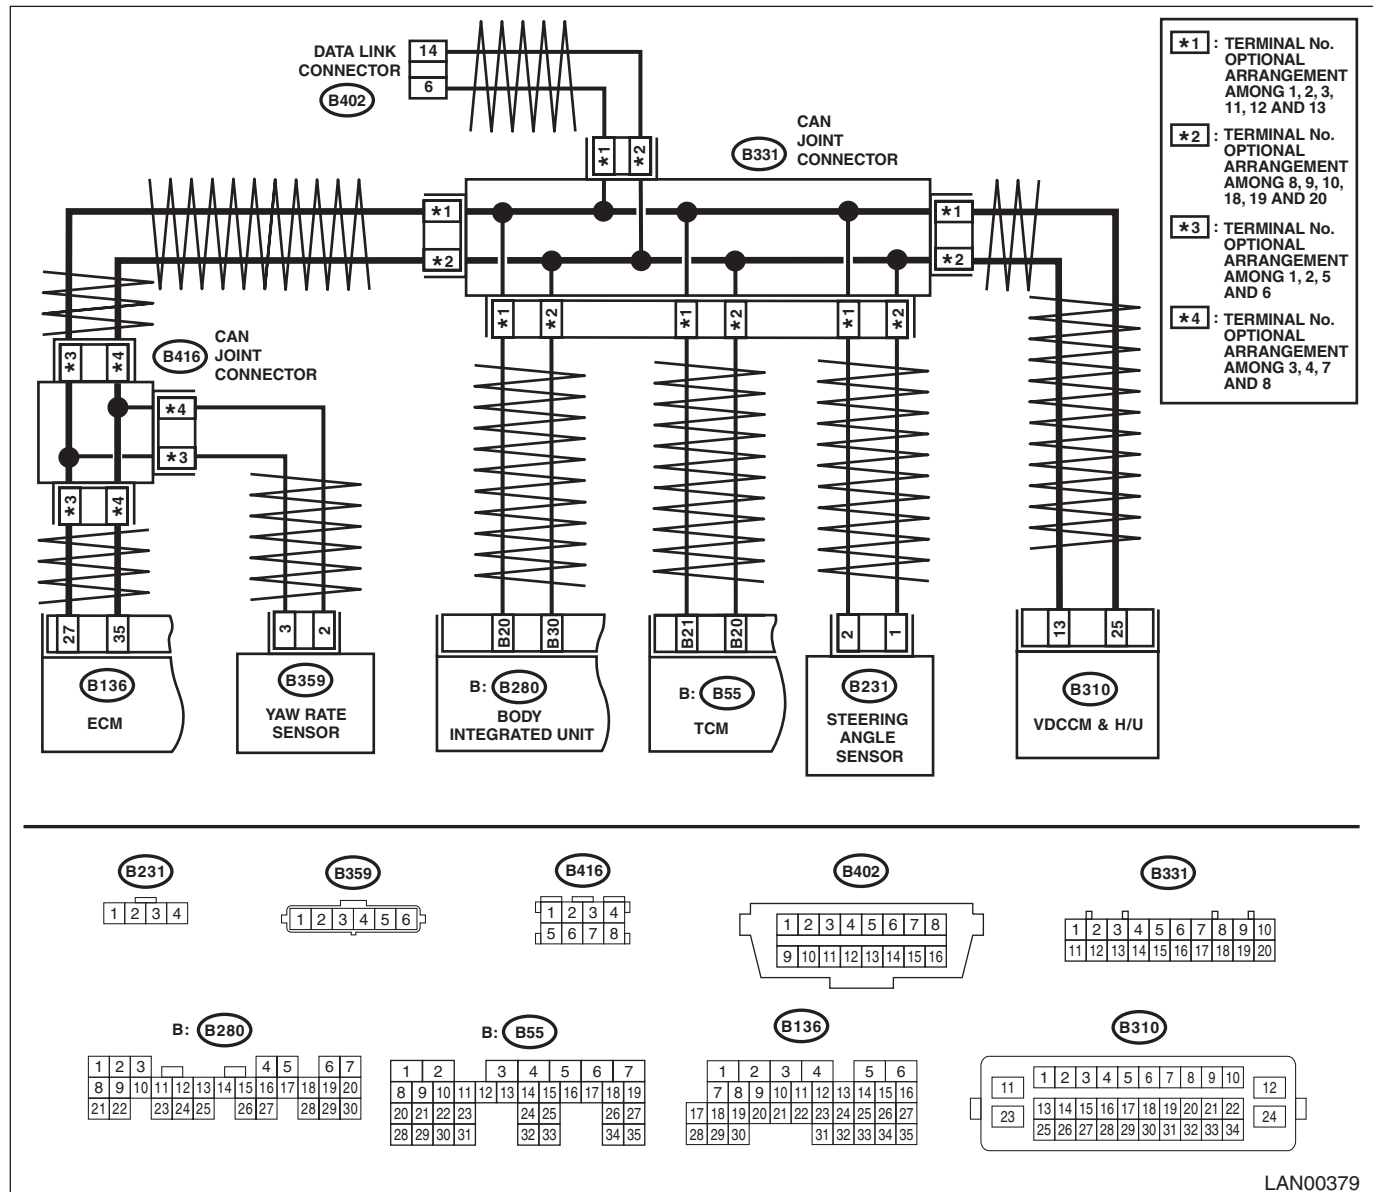 DATA LINK
CONNECTOR
B402
14
6
*1 *2
B331
CAN
JOINT
CONNECTOR
*1 : TERMINAL No.
OPTIONAL
ARRANGEMENT
AMONG 1, 2, 3,
11, 12 AND 13
*2 : TERMINAL No.
OPTIONAL
ARRANGEMENT
AMONG 8, 9, 10,
18, 19 AND 20
*3 : TERMINAL No.
OPTIONAL
ARRANGEMENT
AMONG 1, 2, 5
AND 6
*4 : TERMINAL No.
OPTIONAL
ARRANGEMENT
AMONG 3, 4, 7
AND 8
*1 *1
*2 *2
*1 *2 *1 *2 *1 *2
*3 *4
B416
CAN
JOINT
CONNECTOR
*4
*3
*3 *4
27 35
B136
ECM
3 2
B359
YAW RATE
SENSOR
B20 B30
B: B280
BODY
INTEGRATED UNIT
B21 B20
B: B55
TCM
2 1
B231
STEERING
ANGLE
SENSOR
13 25
B310
VDCCM & H/U
B231
1 2 3 4
B359
1 2 3 4 5 6
B416
1 2 3 4
5 6 7 8
B402
1 2 3 4 5 6 7 8
9 10 11 12 13 14 15 16
B331
1 2 3 4 5 6 7 8 9 10
11 12 13 14 15 16 17 18 19 20
B: B280
1 2 3 4 5 6 7
8 9 10 11 12 13 14 15 16 17 18 19 20
21 22 23 24 25 26 27 28 29 30
B: B55
1 2 3 4 5 6 7
8 9 10 11 12 13 14 15 16 17 18 19
20 21 22 23 24 25 26 27
28 29 30 31 32 33 34 35
B136
1 2 3 4 5 6
7 8 9 10 11 12 13 14 15 16
17 18 19 20 21 22 23 24 25 26 27
28 29 30 31 32 33 34 35
B310
11 1 2 3 4 5 6 7 8 9 10 12
23 13 14 15 16 17 18 19 20 21 22 24
25 26 27 28 29 30 31 32 33 34
LAN00379